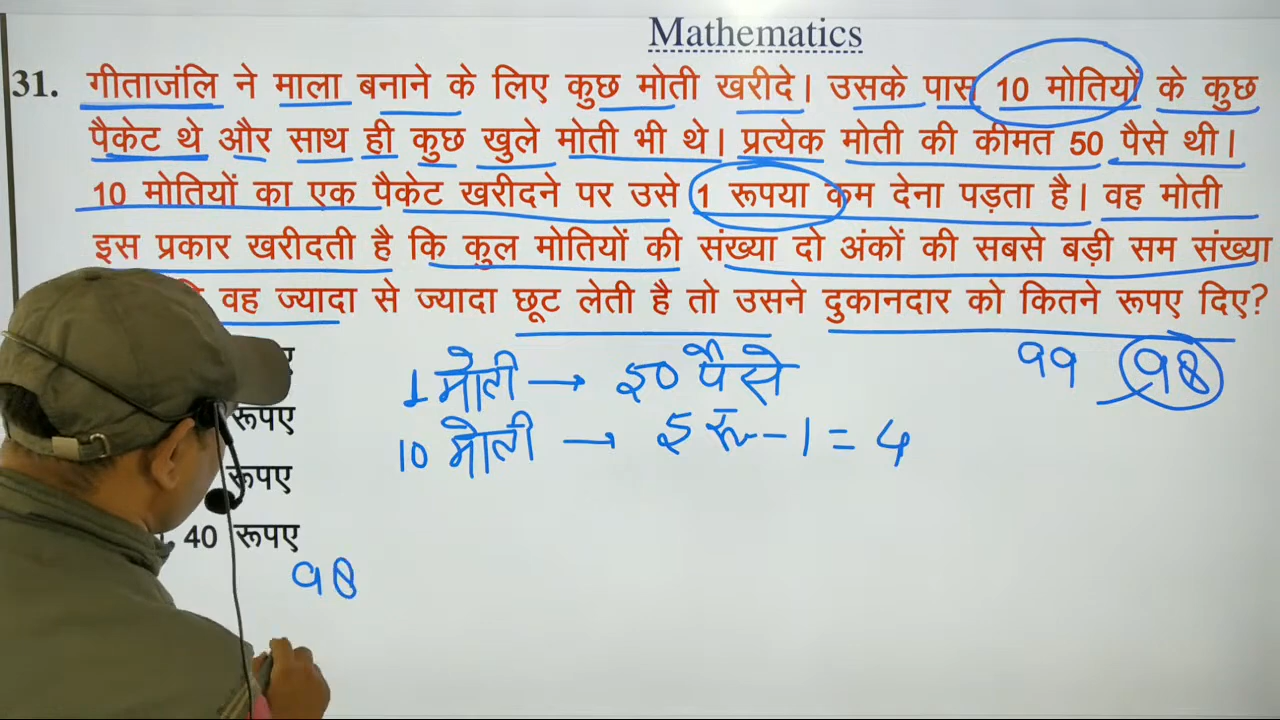 Mathematics
31. गीताजंलि ने माला बनाने के लिए कुछ मोती खरीदे। उसके पास 10 मोतियों के कुछ
पैकेट थे और साथ ही कुछ खुले मोती भी थे। प्रत्येक मोती की कीमत 50 पैसे थी।
10 मोतियों का एक पैकेट खरीदने पर उसे 1 रूपया कम देना पड़ता है। वह मोती
इस प्रकार खरीदती है कि कुल मोतियों की संख्या दो अंकों की सबसे बड़ी सम संख्या
वह ज्यादा से ज्यादा छूट लेती है तो उसने दुकानदार को कितने रूपए दिए?
99 98
1 मोती → 50 पैसे
रूपए
10 मोती → 5 रू - 1 = 4
रूपए
40 रूपए
98